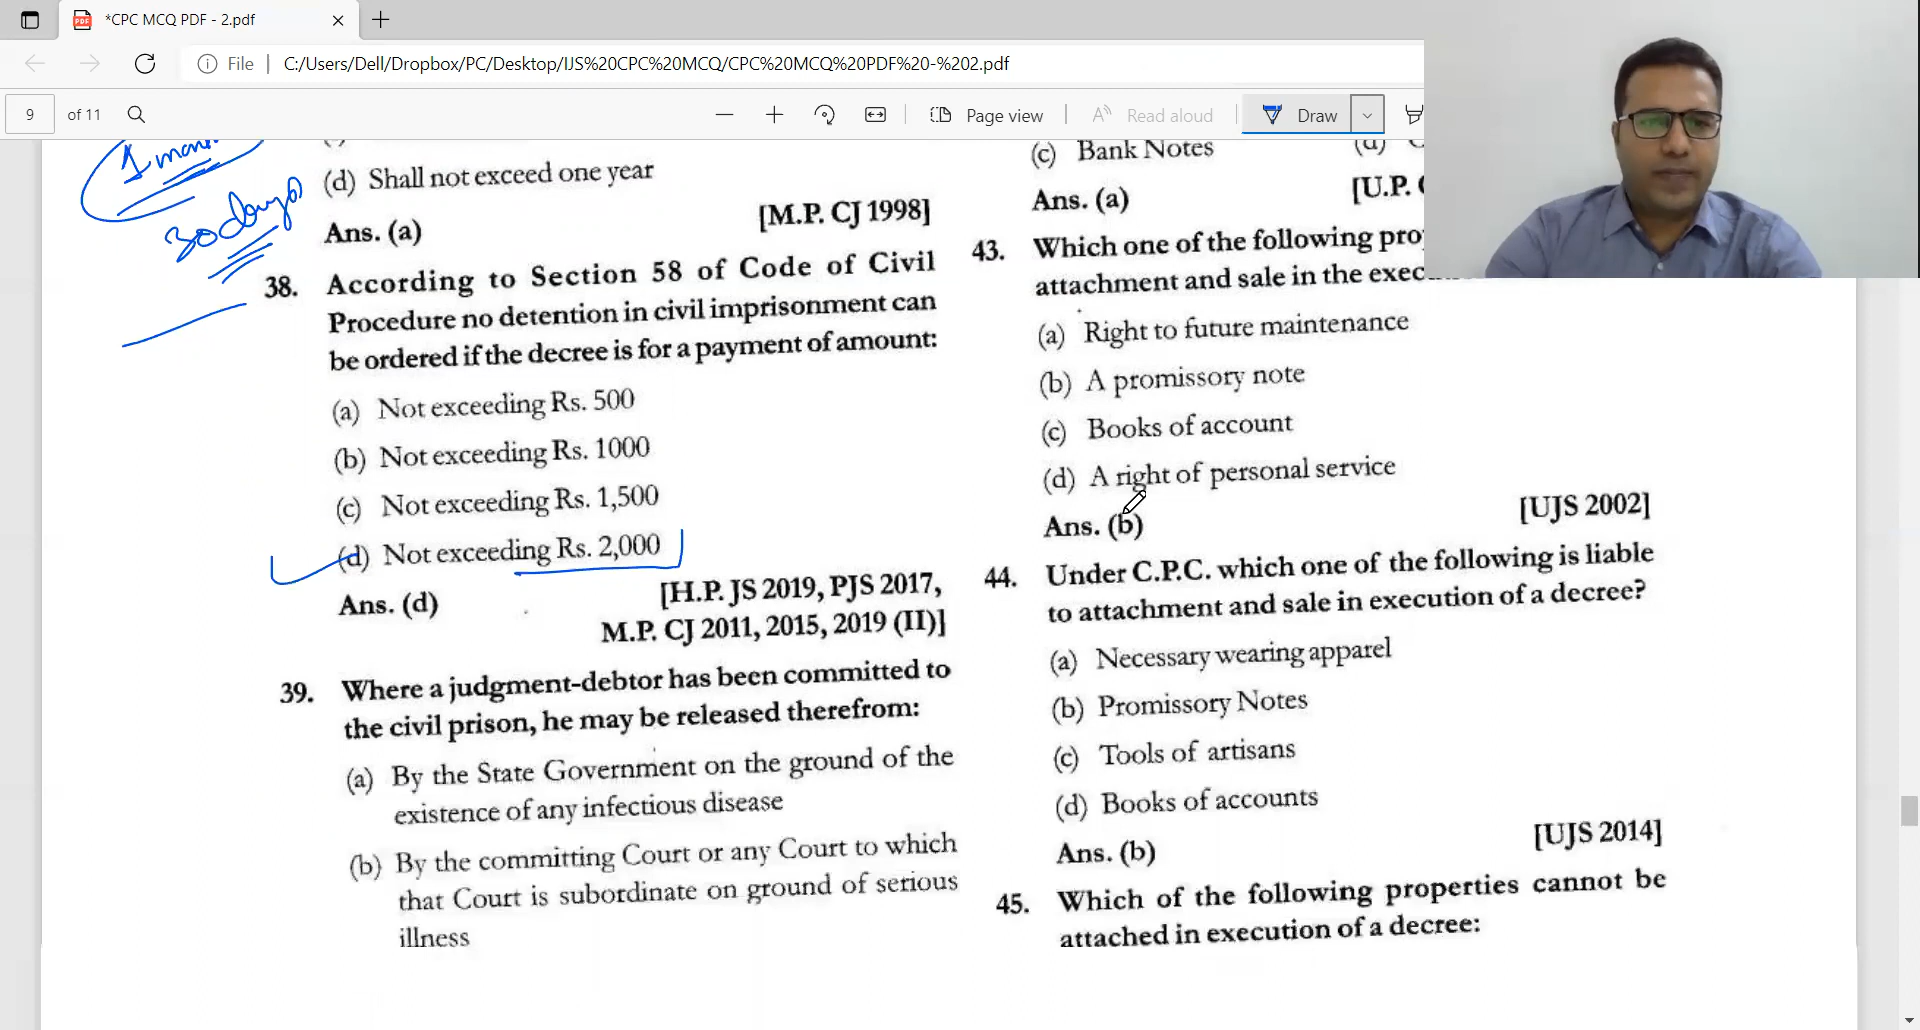 *CPC MCQ PDF - 2.pdf
File
C:/Users/Dell/Dropbox/PC/Desktop/IJS%20CPC%20MCQ/CPC%20MCQ%20PDF%20-%202.pdf
9 of 11
Page view
Read aloud
Draw
30 days
(d) Shall not exceed one year
Ans. (a)
[M.P. CJ 1998]
38. According to Section 58 of Code of Civil
Procedure no detention in civil imprisonment can
be ordered if the decree is for a payment of amount:
(a) Not exceeding Rs. 500
(b) Not exceeding Rs. 1000
(c) Not exceeding Rs. 1,500
(d) Not exceeding Rs. 2,000
Ans. (d)
[H.P. JS 2019, PJS 2017,
M.P. CJ 2011, 2015, 2019 (II)]
39. Where a judgment-debtor has been committed to
the civil prison, he may be released therefrom:
(a) By the State Government on the ground of the
existence of any infectious disease
(b) By the committing Court or any Court to which
that Court is subordinate on ground of serious
illness
(c) Bank Notes
(d)
Ans. (a)
[U.P.
43. Which one of the following
attachment and sale in the
(a) Right to future maintenance
(b) A promissory note
(c) Books of account
(d) A right of personal service
Ans. (b)
[UJS 2002]
44. Under C.P.C. which one of the following is liable
to attachment and sale in execution of a decree?
(a) Necessary wearing apparel
(b) Promissory Notes
(c) Tools of artisans
(d) Books of accounts
Ans. (b)
[UJS 2014]
45. Which of the following properties cannot be
attached in execution of a decree: